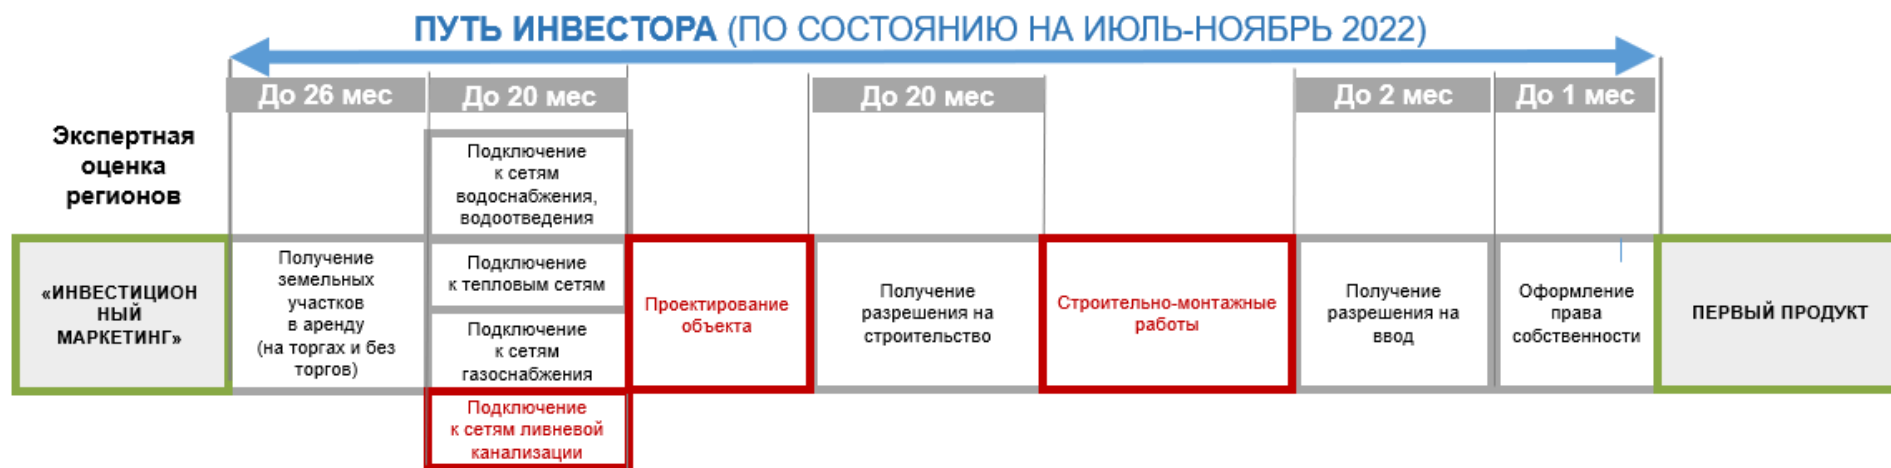 ПУТЬ ИНВЕСТОРА (ПО СОСТОЯНИЮ НА ИЮЛЬ-НОЯБРЬ 2022)
До 26 мес
До 20 мес
До 20 мес
До 2 мес
До 1 мес
Экспертная
оценка
регионов
«ИНВЕСТИЦИОН
НЫЙ
МАРКЕТИНГ»
Получение
земельных
участков
в аренду
(на торгах и без
торгов)
Подключение
к сетям
водоснабжения,
водоотведения
Подключение
к тепловым сетям
Подключение
к сетям
газоснабжения
Подключение
к сетям ливневой
канализации
Проектирование
объекта
Получение
разрешения на
строительство
Строительно-монтажные
работы
Получение
разрешения на
ввод
Оформление
права
собственности
ПЕРВЫЙ ПРОДУКТ